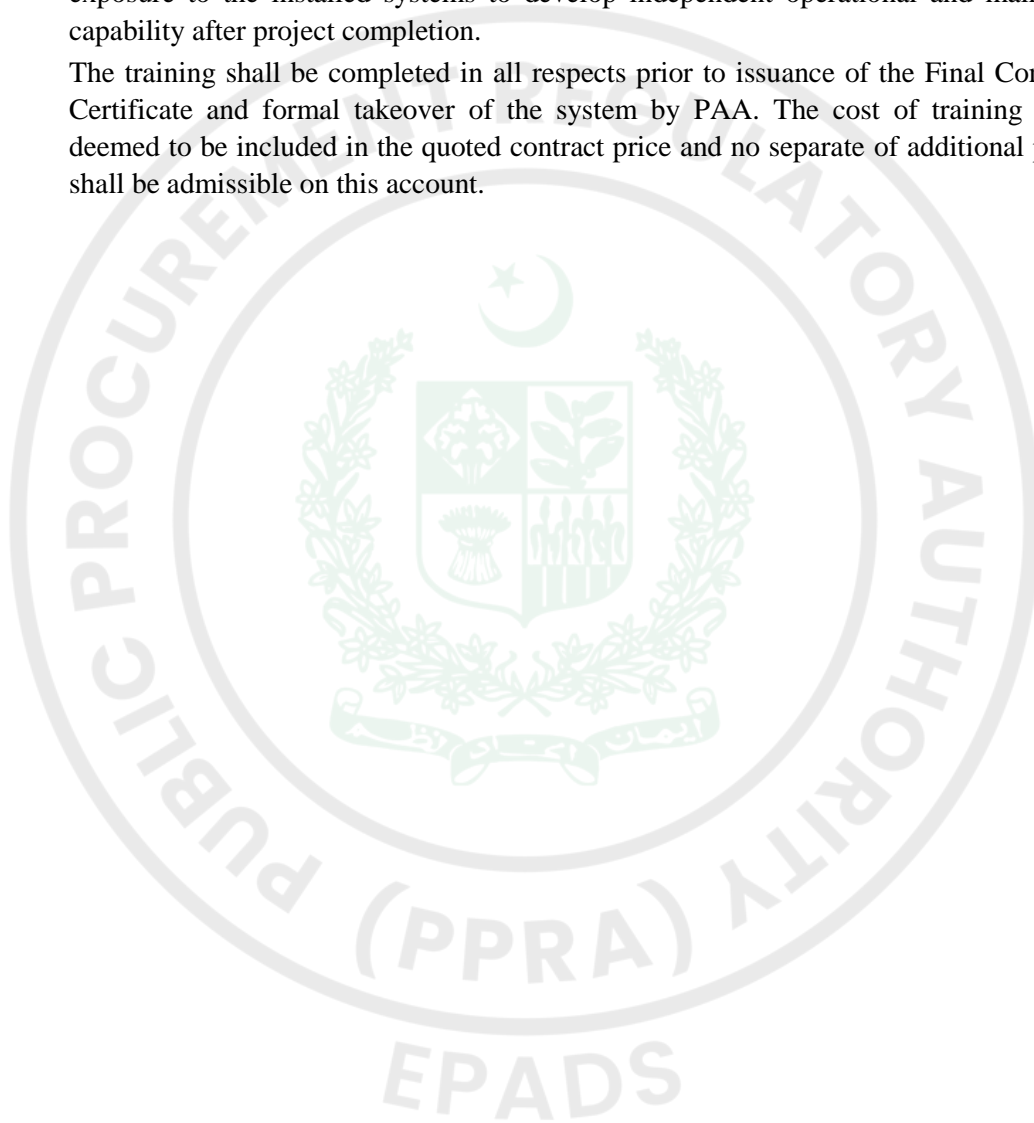 exposure to the installed systems to develop independent operational and
capability after project completion.
The training shall be completed in all respects prior to issuance of the Final
Certificate and formal takeover of the system by PAA. The cost of training
deemed to be included in the quoted contract price and no separate of additional
shall be admissible on this account.
PUBLIC PROCUREMENT REGULATORY AUTHORITY
(PPRA)
EPADS